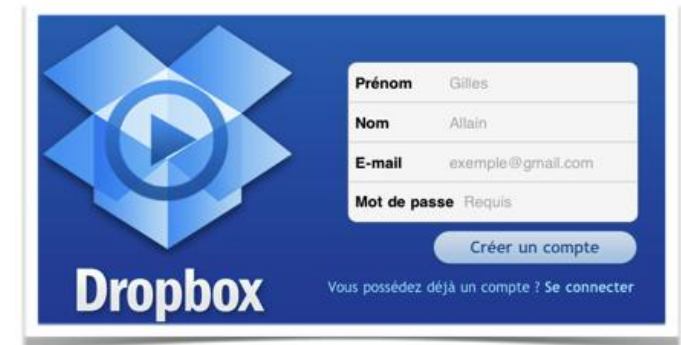 Prénom Gilles
Nom Allain
E-mail exemple@gmail.com
Mot de passe Requis
Créer un compte
Dropbox
Vous possédez déjà un compte ? Se connecter